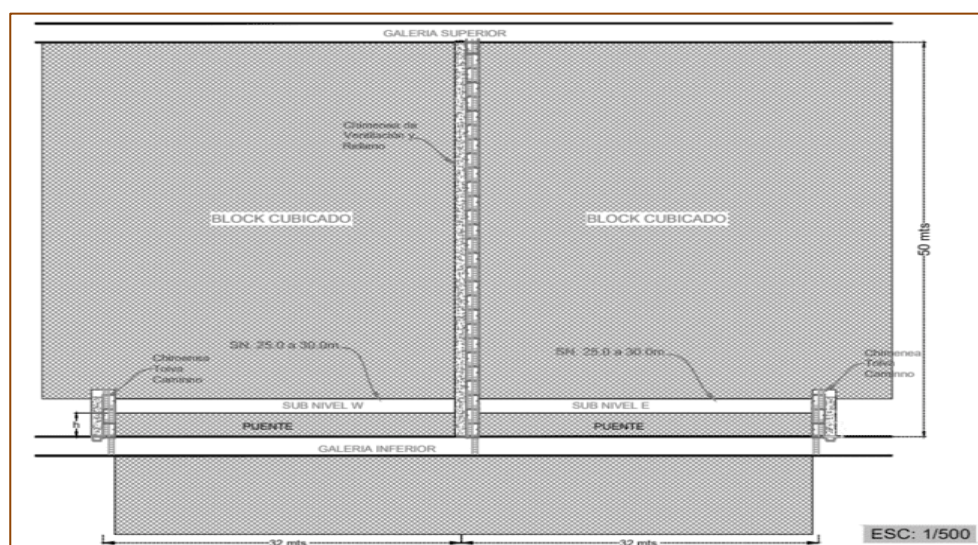 GALERIA SUPERIOR
Chimenea de
Ventilación y
Relleno
BLOCK CUBICADO
BLOCK CUBICADO
50 mts
SN. 25.0 a 30.0m
SN. 25.0 a 30.0m
Chimenea
Tolva
Caminno
Chimenea
Tolva
Caminno
SUB NIVEL W
SUB NIVEL E
PUENTE
PUENTE
GALERIA INFERIOR
32 mts
32 mts
ESC: 1/500